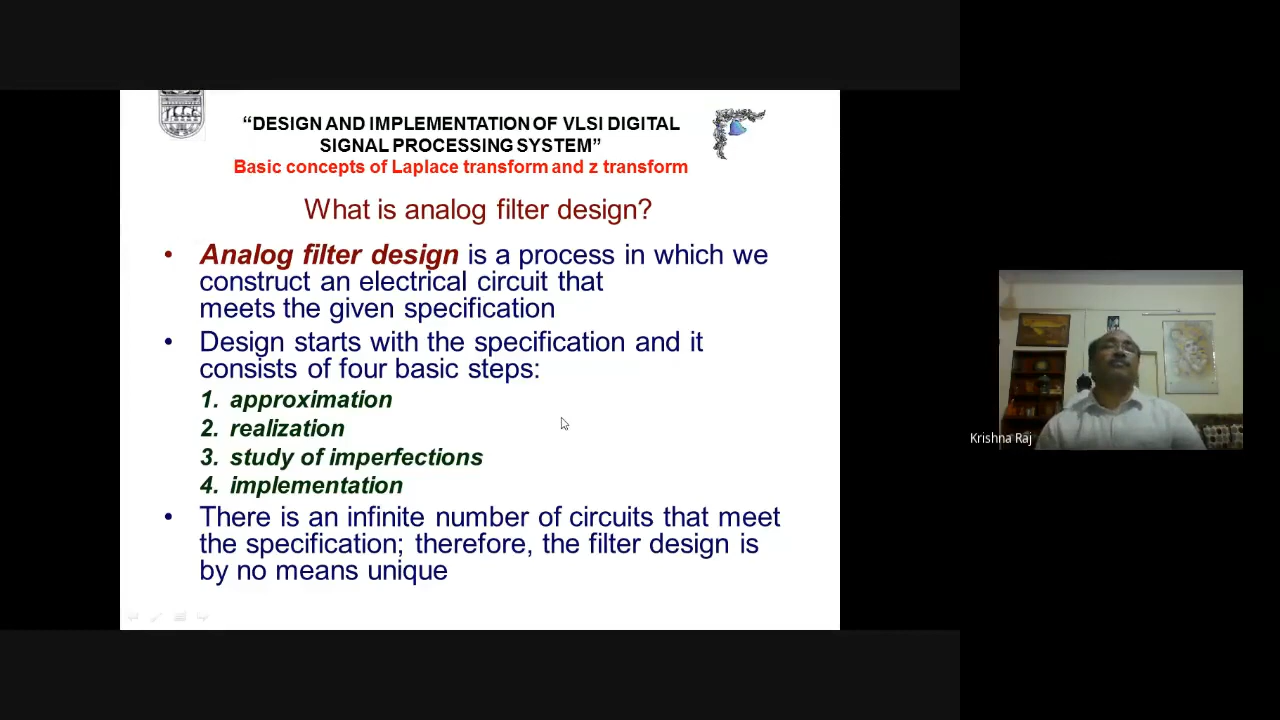 “DESIGN AND IMPLEMENTATION OF VLSI DIGITAL
SIGNAL PROCESSING SYSTEM”
Basic concepts of Laplace transform and z transform
What is analog filter design?
• Analog filter design is a process in which we
construct an electrical circuit that
meets the given specification
• Design starts with the specification and it
consists of four basic steps:
1. approximation
2. realization
3. study of imperfections
4. implementation
• There is an infinite number of circuits that meet
the specification; therefore, the filter design is
by no means unique
Krishna Raj